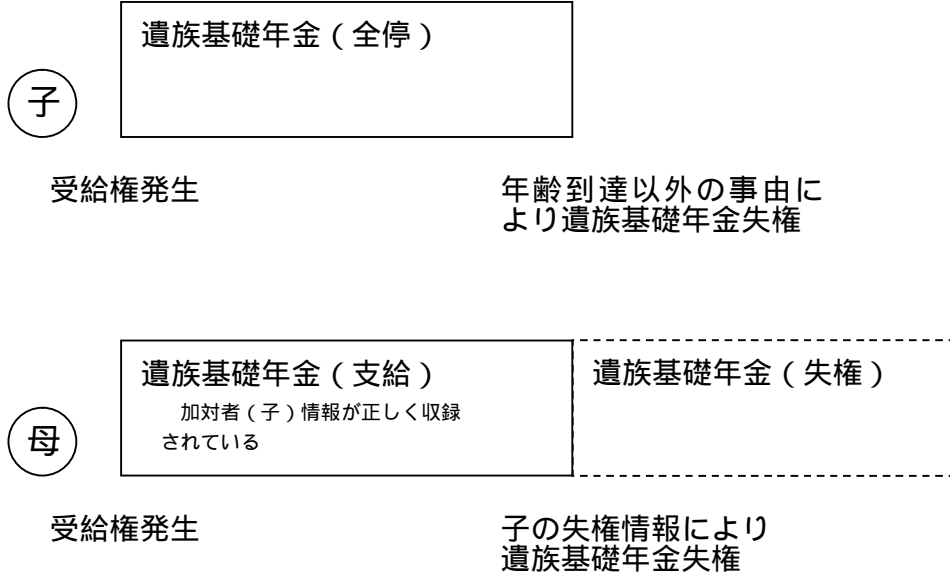 遺族基礎年金（全停）
子
受給権発生
年齢到達以外の事由に
より遺族基礎年金失権
遺族基礎年金（支給）
加対者（子）情報が正しく収録
されている
遺族基礎年金（失権）
母
受給権発生
子の失権情報により
遺族基礎年金失権